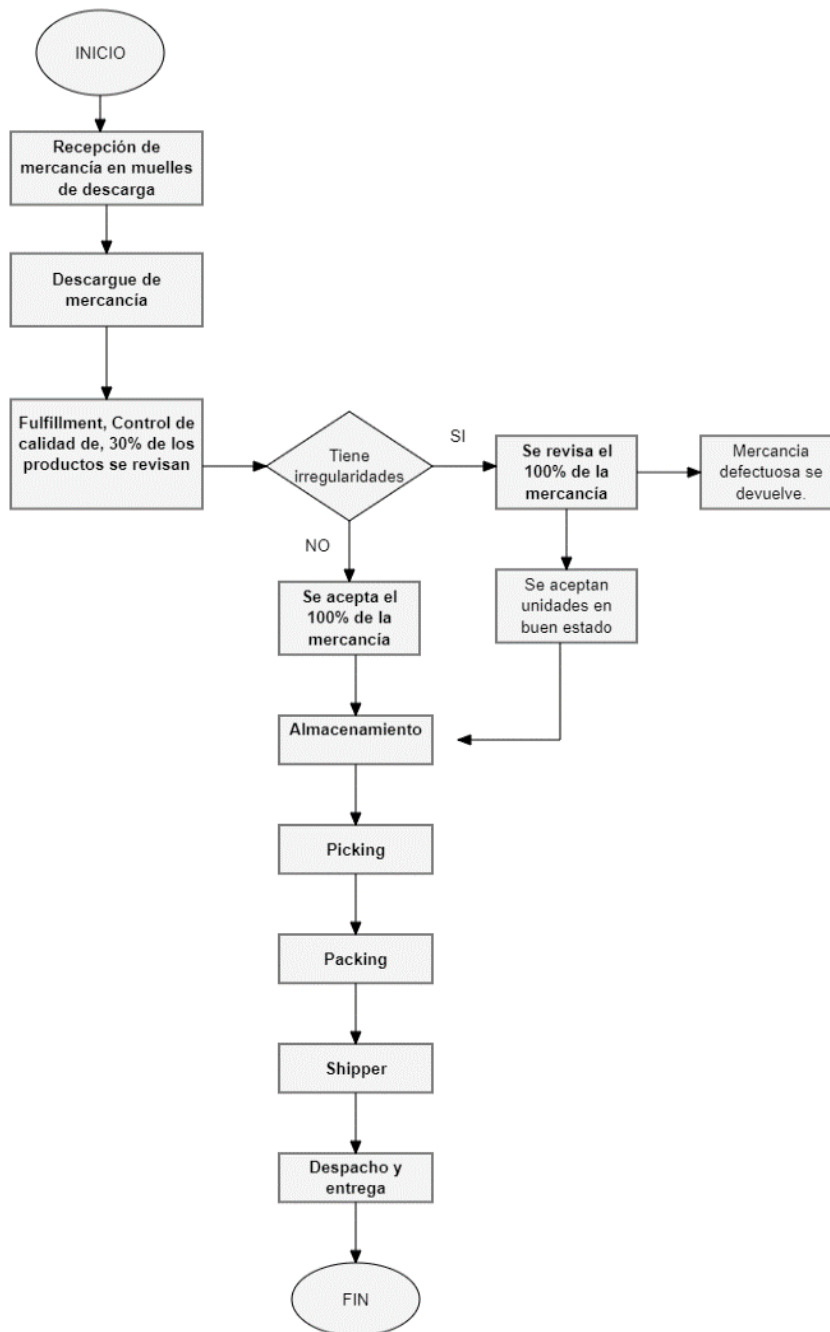 INICIO
Recepción de
mercancía en muelles
de descarga
Descargue de
mercancía
Fulfillment, Control de
calidad de, 30% de los
productos se revisan
Tiene
irregularidades
SI
Se revisa el
100% de la
mercancía
Mercancia
defectuosa se
devuelve.
NO
Se acepta el
100% de la
mercancía
Se aceptan
unidades en
buen estado
Almacenamiento
Picking
Packing
Shipper
Despacho y
entrega
FIN